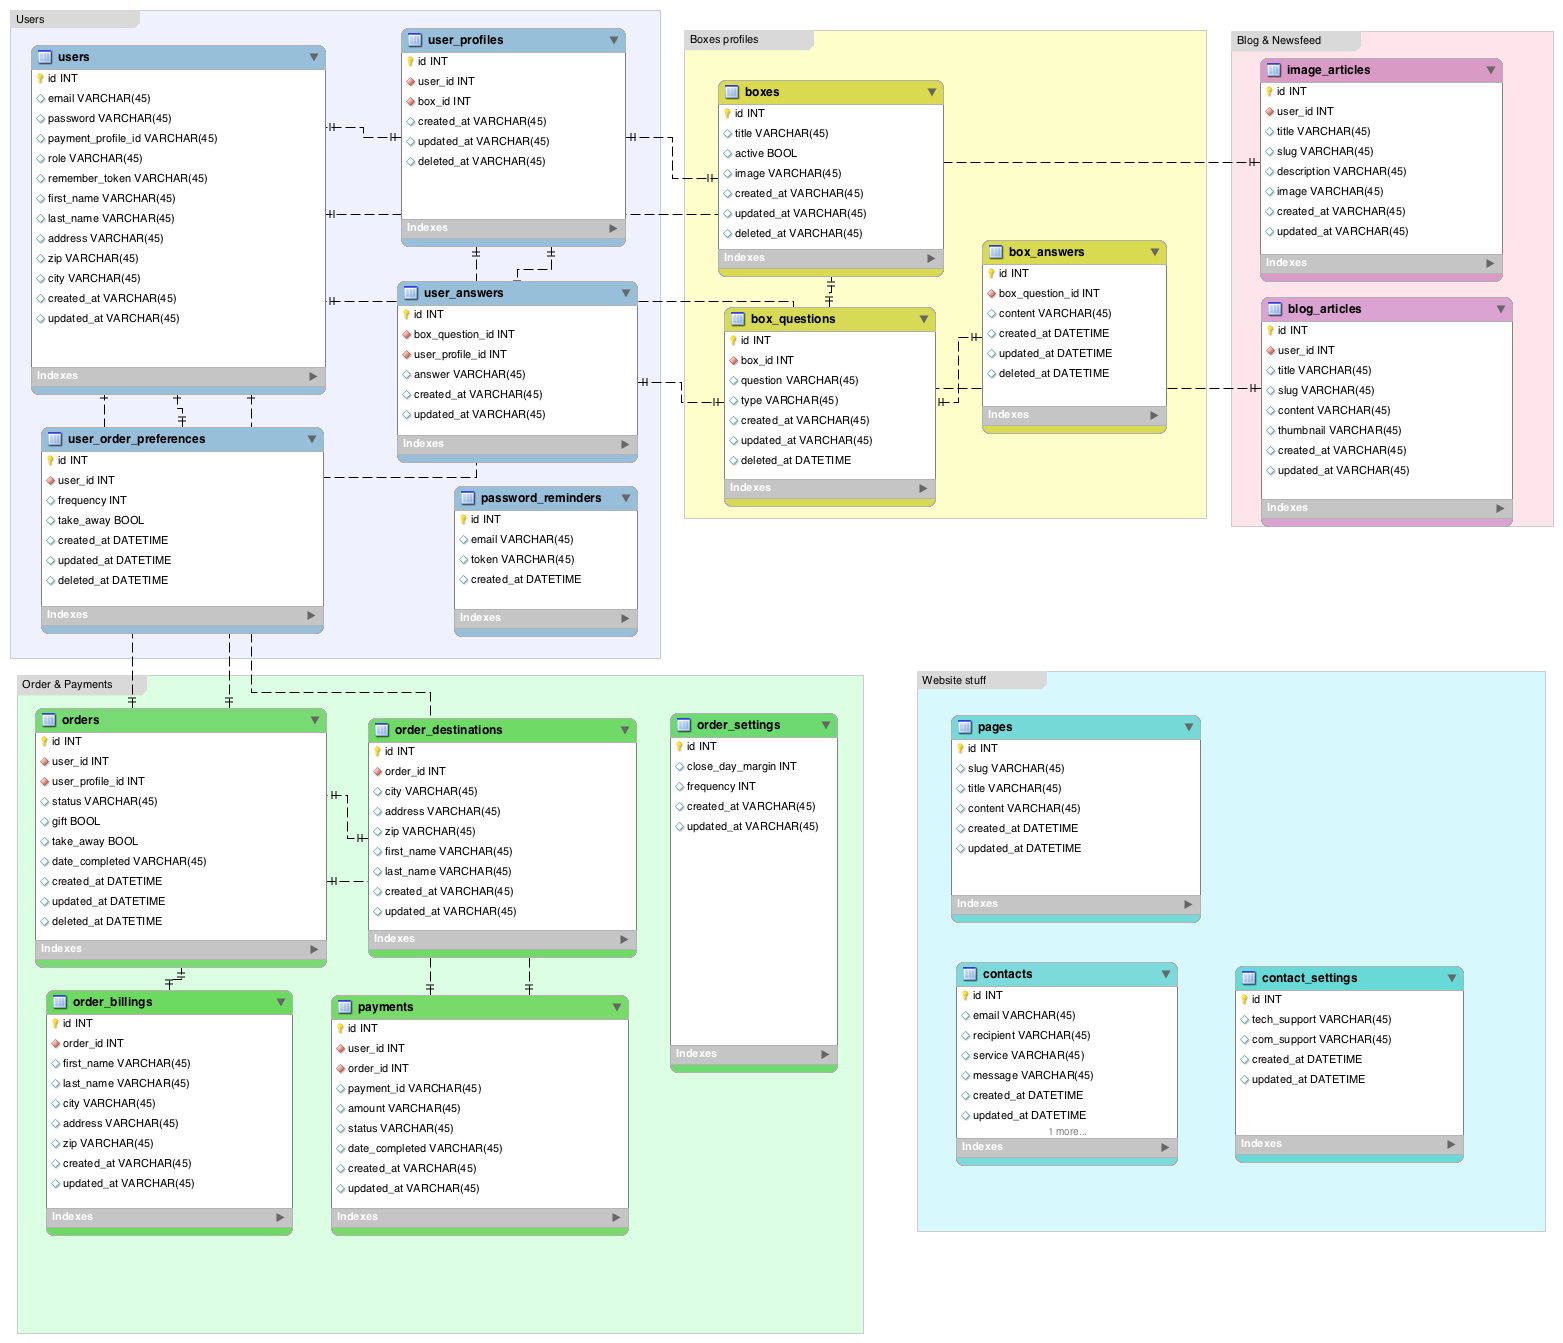 Users
users
id INT
email VARCHAR(45)
password VARCHAR(45)
payment_profile_id VARCHAR(45)
role VARCHAR(45)
remember_token VARCHAR(45)
first_name VARCHAR(45)
last_name VARCHAR(45)
address VARCHAR(45)
zip VARCHAR(45)
city VARCHAR(45)
created_at VARCHAR(45)
updated_at VARCHAR(45)
Indexes
user_profiles
id INT
user_id INT
box_id INT
created_at VARCHAR(45)
updated_at VARCHAR(45)
deleted_at VARCHAR(45)
Indexes
user_answers
id INT
box_question_id INT
user_profile_id INT
answer VARCHAR(45)
created_at VARCHAR(45)
updated_at VARCHAR(45)
Indexes
user_order_preferences
id INT
user_id INT
frequency INT
take_away BOOL
created_at DATETIME
updated_at DATETIME
deleted_at DATETIME
Indexes
password_reminders
id INT
email VARCHAR(45)
token VARCHAR(45)
created_at DATETIME
Indexes
Boxes profiles
boxes
id INT
title VARCHAR(45)
active BOOL
image VARCHAR(45)
created_at VARCHAR(45)
updated_at VARCHAR(45)
deleted_at VARCHAR(45)
Indexes
box_answers
id INT
box_question_id INT
content VARCHAR(45)
created_at DATETIME
updated_at DATETIME
deleted_at DATETIME
Indexes
box_questions
id INT
box_id INT
question VARCHAR(45)
type VARCHAR(45)
created_at VARCHAR(45)
updated_at VARCHAR(45)
deleted_at DATETIME
Indexes
Blog & Newsfeed
image_articles
id INT
user_id INT
title VARCHAR(45)
slug VARCHAR(45)
description VARCHAR(45)
image VARCHAR(45)
created_at VARCHAR(45)
updated_at VARCHAR(45)
Indexes
blog_articles
id INT
user_id INT
title VARCHAR(45)
slug VARCHAR(45)
content VARCHAR(45)
thumbnail VARCHAR(45)
created_at VARCHAR(45)
updated_at VARCHAR(45)
Indexes
Order & Payments
orders
id INT
user_id INT
user_profile_id INT
status VARCHAR(45)
gift BOOL
take_away BOOL
date_completed VARCHAR(45)
created_at DATETIME
updated_at DATETIME
deleted_at DATETIME
Indexes
order_destinations
id INT
order_id INT
city VARCHAR(45)
address VARCHAR(45)
zip VARCHAR(45)
first_name VARCHAR(45)
last_name VARCHAR(45)
created_at VARCHAR(45)
updated_at VARCHAR(45)
Indexes
order_settings
id INT
close_day_margin INT
frequency INT
created_at VARCHAR(45)
updated_at VARCHAR(45)
Indexes
order_billings
id INT
order_id INT
first_name VARCHAR(45)
last_name VARCHAR(45)
city VARCHAR(45)
address VARCHAR(45)
zip VARCHAR(45)
created_at VARCHAR(45)
updated_at VARCHAR(45)
Indexes
payments
id INT
user_id INT
order_id INT
payment_id VARCHAR(45)
amount VARCHAR(45)
status VARCHAR(45)
date_completed VARCHAR(45)
created_at VARCHAR(45)
updated_at VARCHAR(45)
Indexes
Website stuff
pages
id INT
slug VARCHAR(45)
title VARCHAR(45)
content VARCHAR(45)
created_at DATETIME
updated_at DATETIME
Indexes
contacts
id INT
email VARCHAR(45)
recipient VARCHAR(45)
service VARCHAR(45)
message VARCHAR(45)
created_at DATETIME
updated_at DATETIME
1 more...
Indexes
contact_settings
id INT
tech_support VARCHAR(45)
com_support VARCHAR(45)
created_at DATETIME
updated_at DATETIME
Indexes